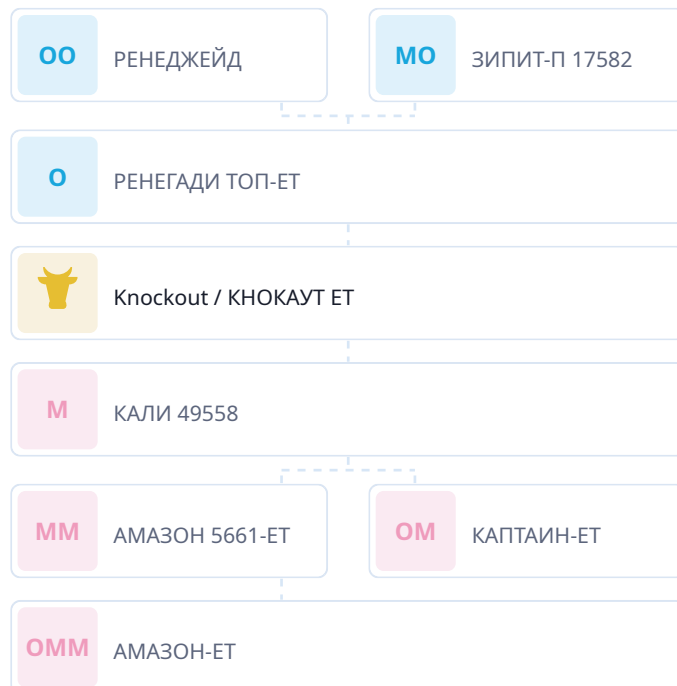 ОО РЕНЕДЖЕЙД
МО ЗИПИТ-П 17582
О РЕНЕГАДИ ТОП-ЕТ
Knockout / КНОКАУТ ЕТ
М КАЛИ 49558
ММ АМАЗОН 5661-ЕТ
ОМ КАПТАИН-ЕТ
ОММ АМАЗОН-ЕТ